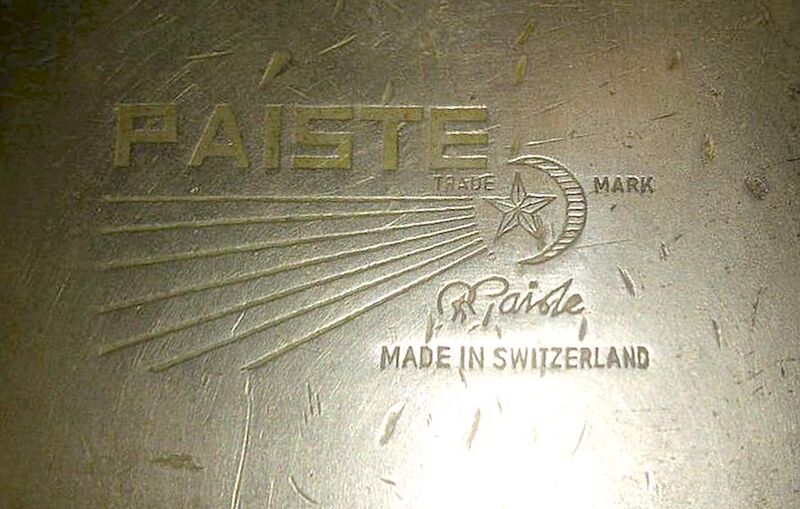 PAISTE
TRADE MARK
Paiste
MADE IN SWITZERLAND